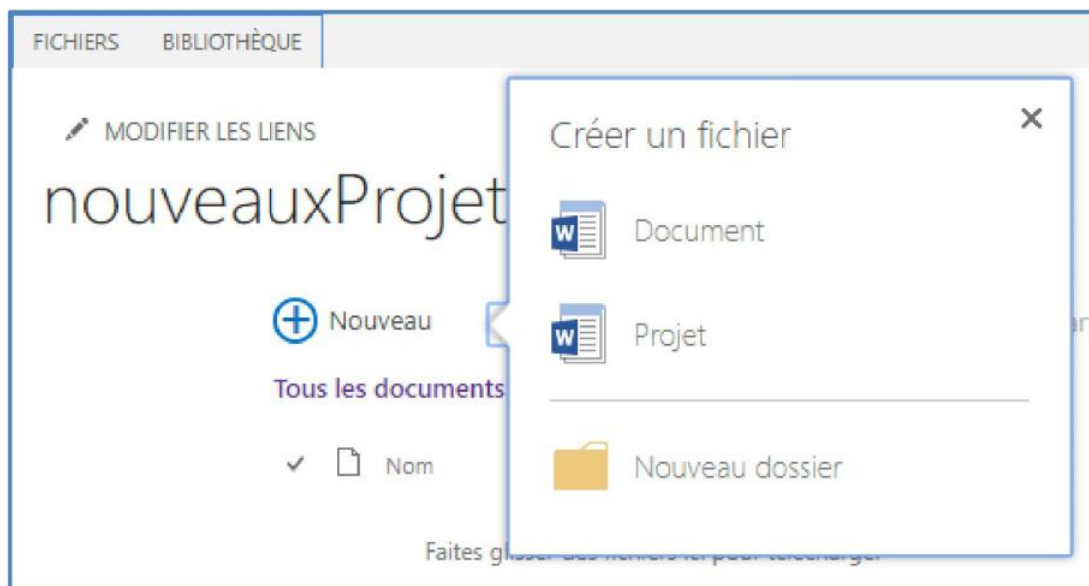 FICHIERS BIBLIOTHÈQUE
MODIFIER LES LIENS
nouveauxProjet
Créer un fichier
Document
Projet
Nouveau dossier
Nouveau
Tous les documents
Nom
Faites des fichiers ici pour télécharger